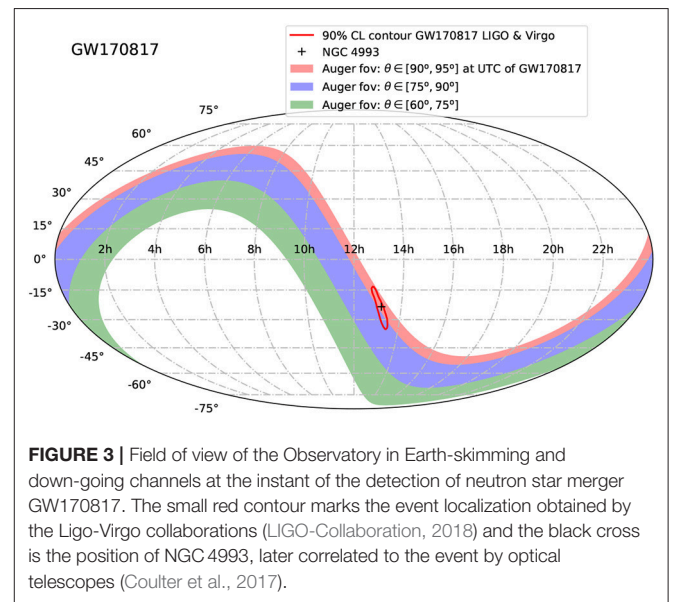 GW170817
90% CL contour GW170817 LIGO & Virgo
NGC 4993
Auger fov: θ ∈ [90°, 95°] at UTC of GW170817
Auger fov: θ ∈ [75°, 90°]
Auger fov: θ ∈ [60°, 75°]
75°
60°
45°
30°
15°
0°
2h 4h 6h 8h 10h 12h 14h 16h 18h 20h 22h
-15°
-30°
-45°
-60°
-75°
FIGURE 3 | Field of view of the Observatory in Earth-skimming and
down-going channels at the instant of the detection of neutron star merger
GW170817. The small red contour marks the event localization obtained by
the Ligo-Virgo collaborations (LIGO-Collaboration, 2018) and the black cross
is the position of NGC 4993, later correlated to the event by optical
telescopes (Coulter et al., 2017).